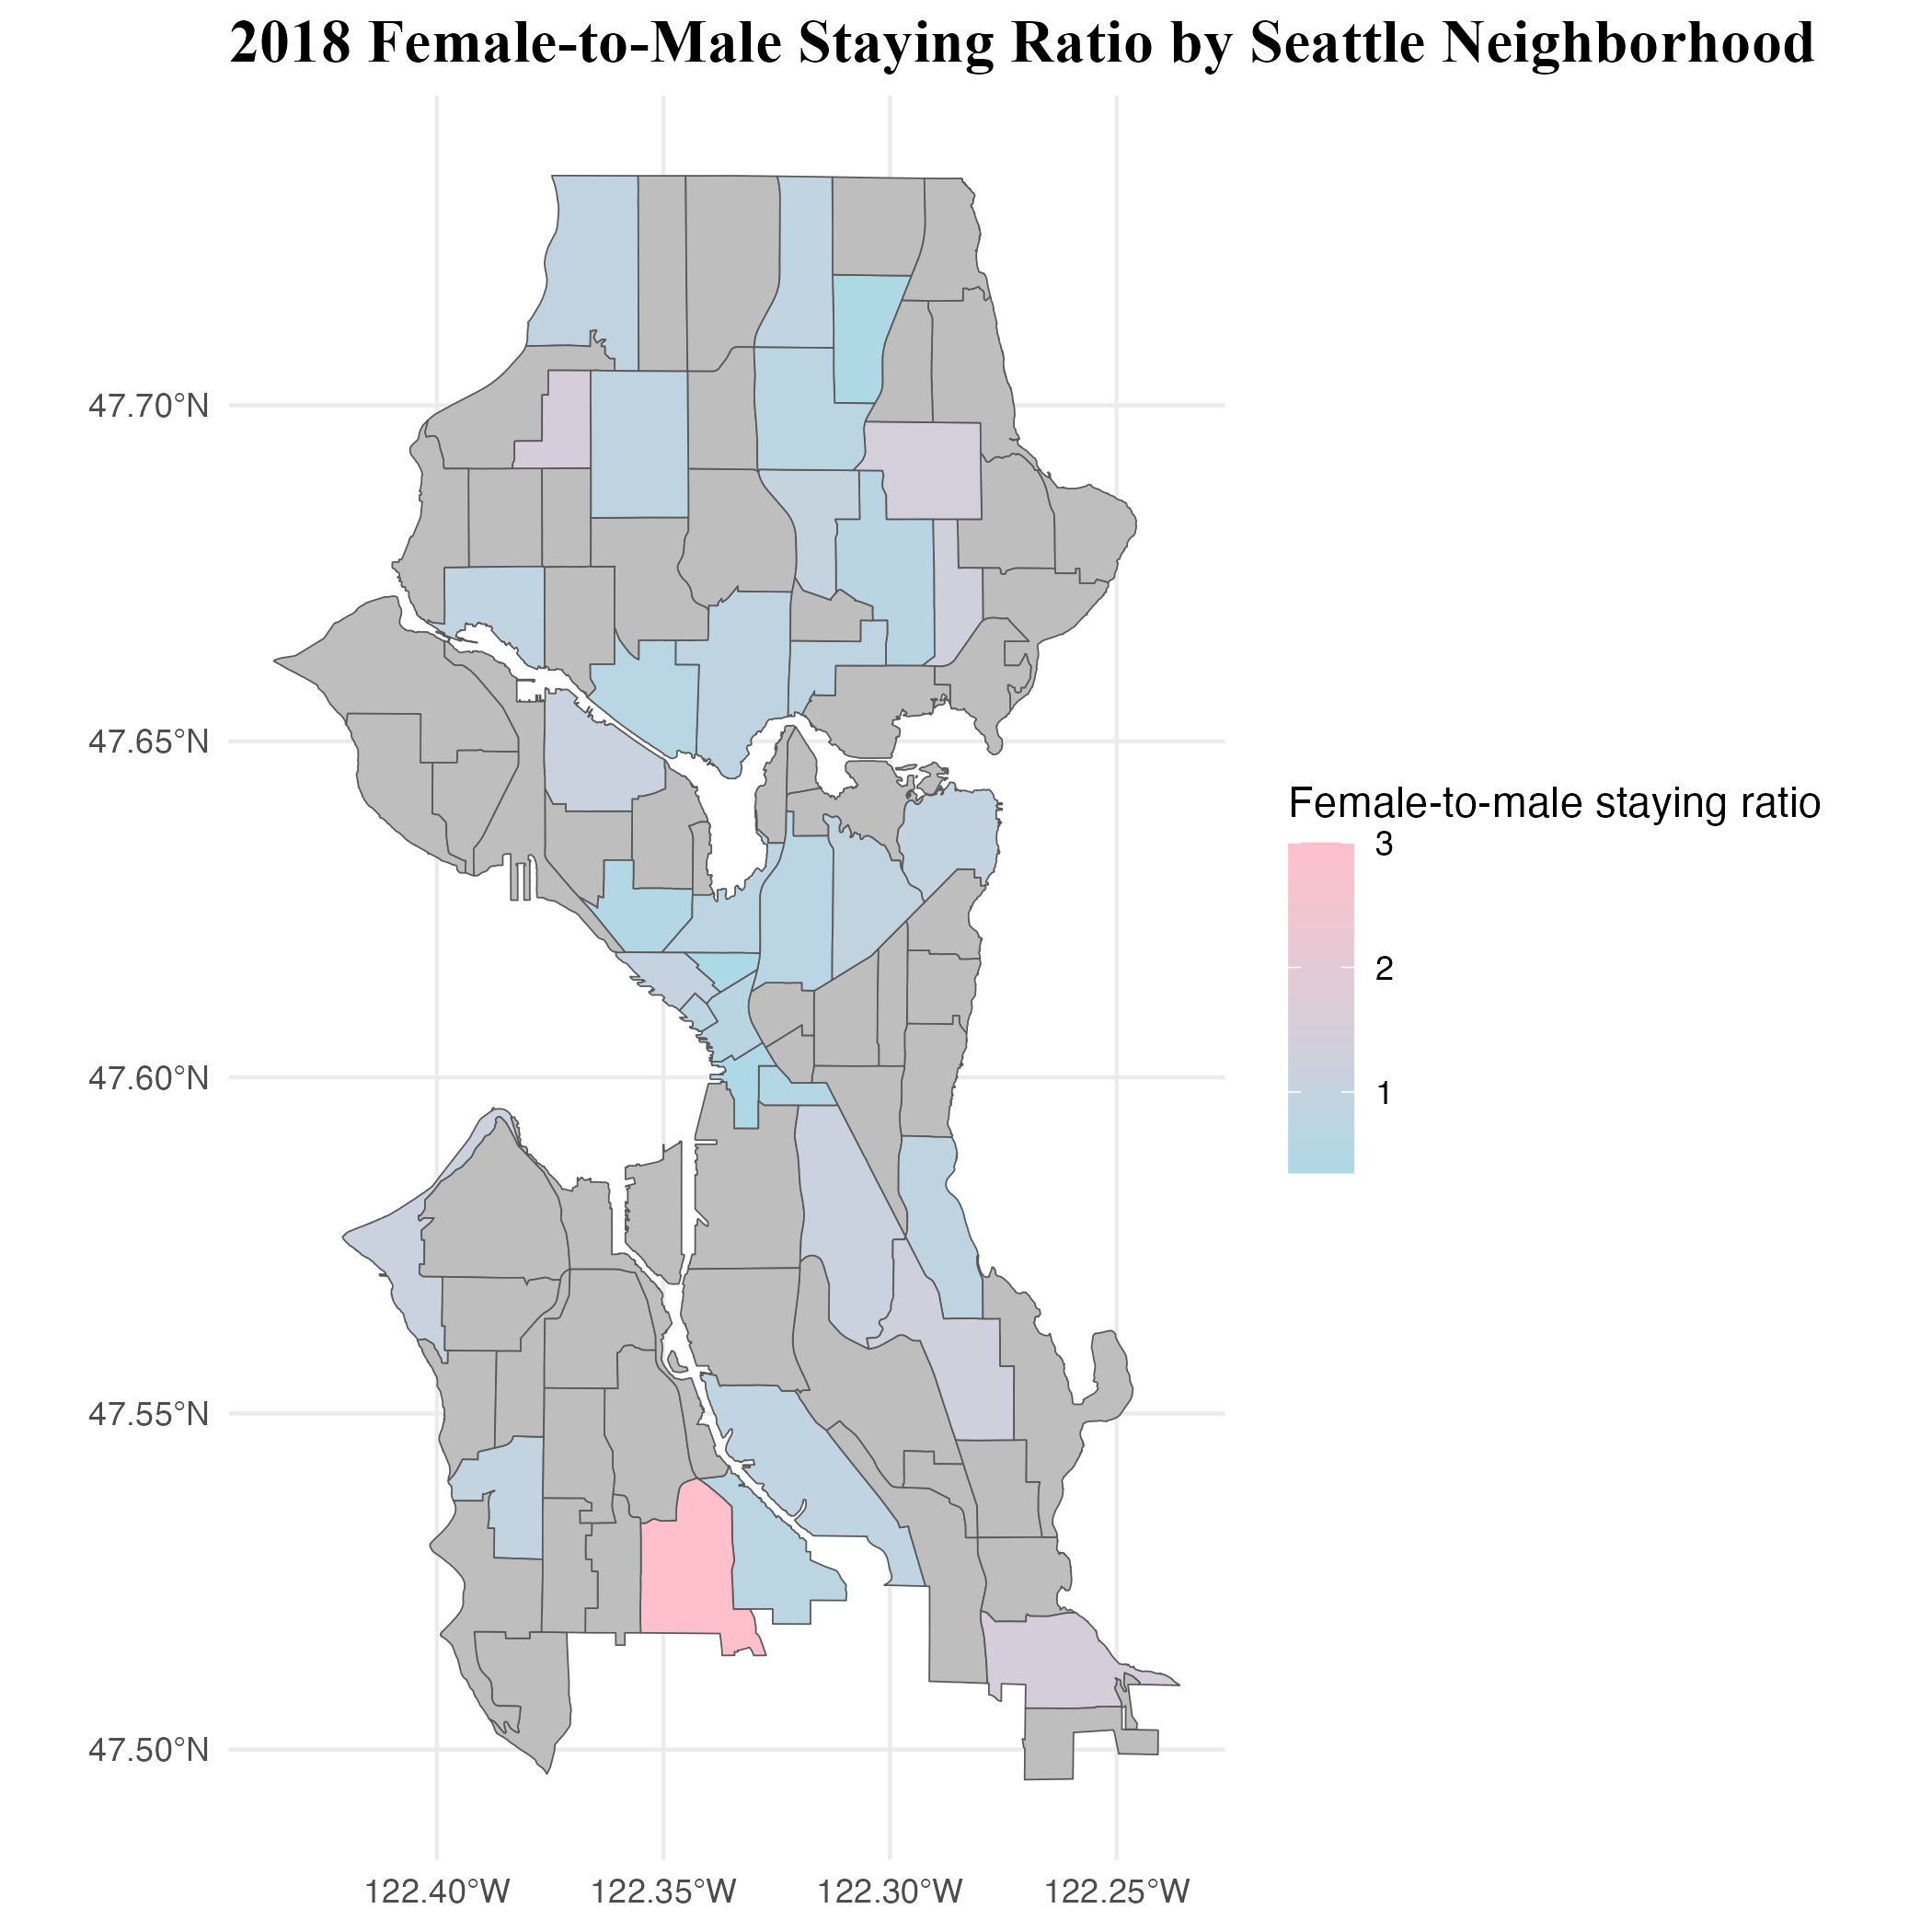 2018 Female-to-Male Staying Ratio by Seattle Neighborhood
47.70°N
47.65°N
47.60°N
47.55°N
47.50°N
122.40°W
122.35°W
122.30°W
122.25°W
Female-to-male staying ratio
3
2
1